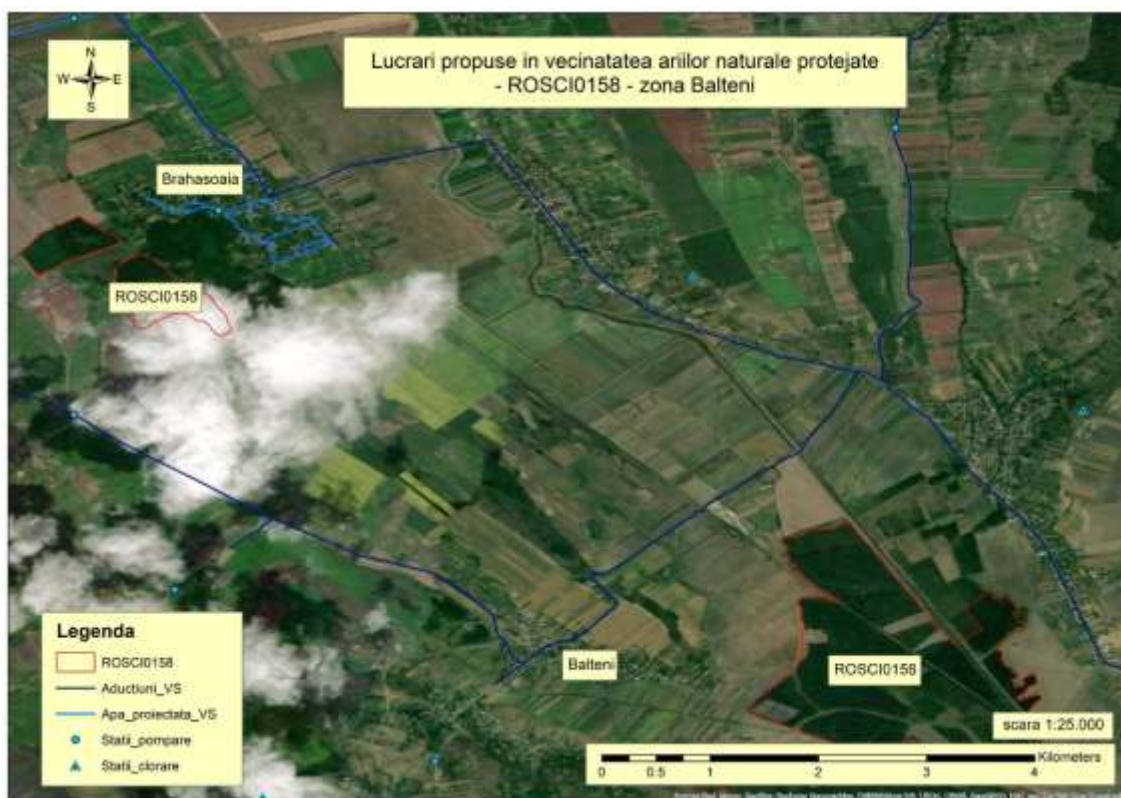 Lucrari propuse in vecinatatea ariilor naturale protejate
- ROSCI0158 - zona Balteni
N
W E
S
Brahasoaia
ROSCI0158
Balteni
ROSCI0158
Legenda
ROSCI0158
Aductiuni_VS
Apa_proiectata_VS
Statii_pompare
Statii_clorare
scara 1:25.000
Kilometers
0 0.5 1 2 3 4